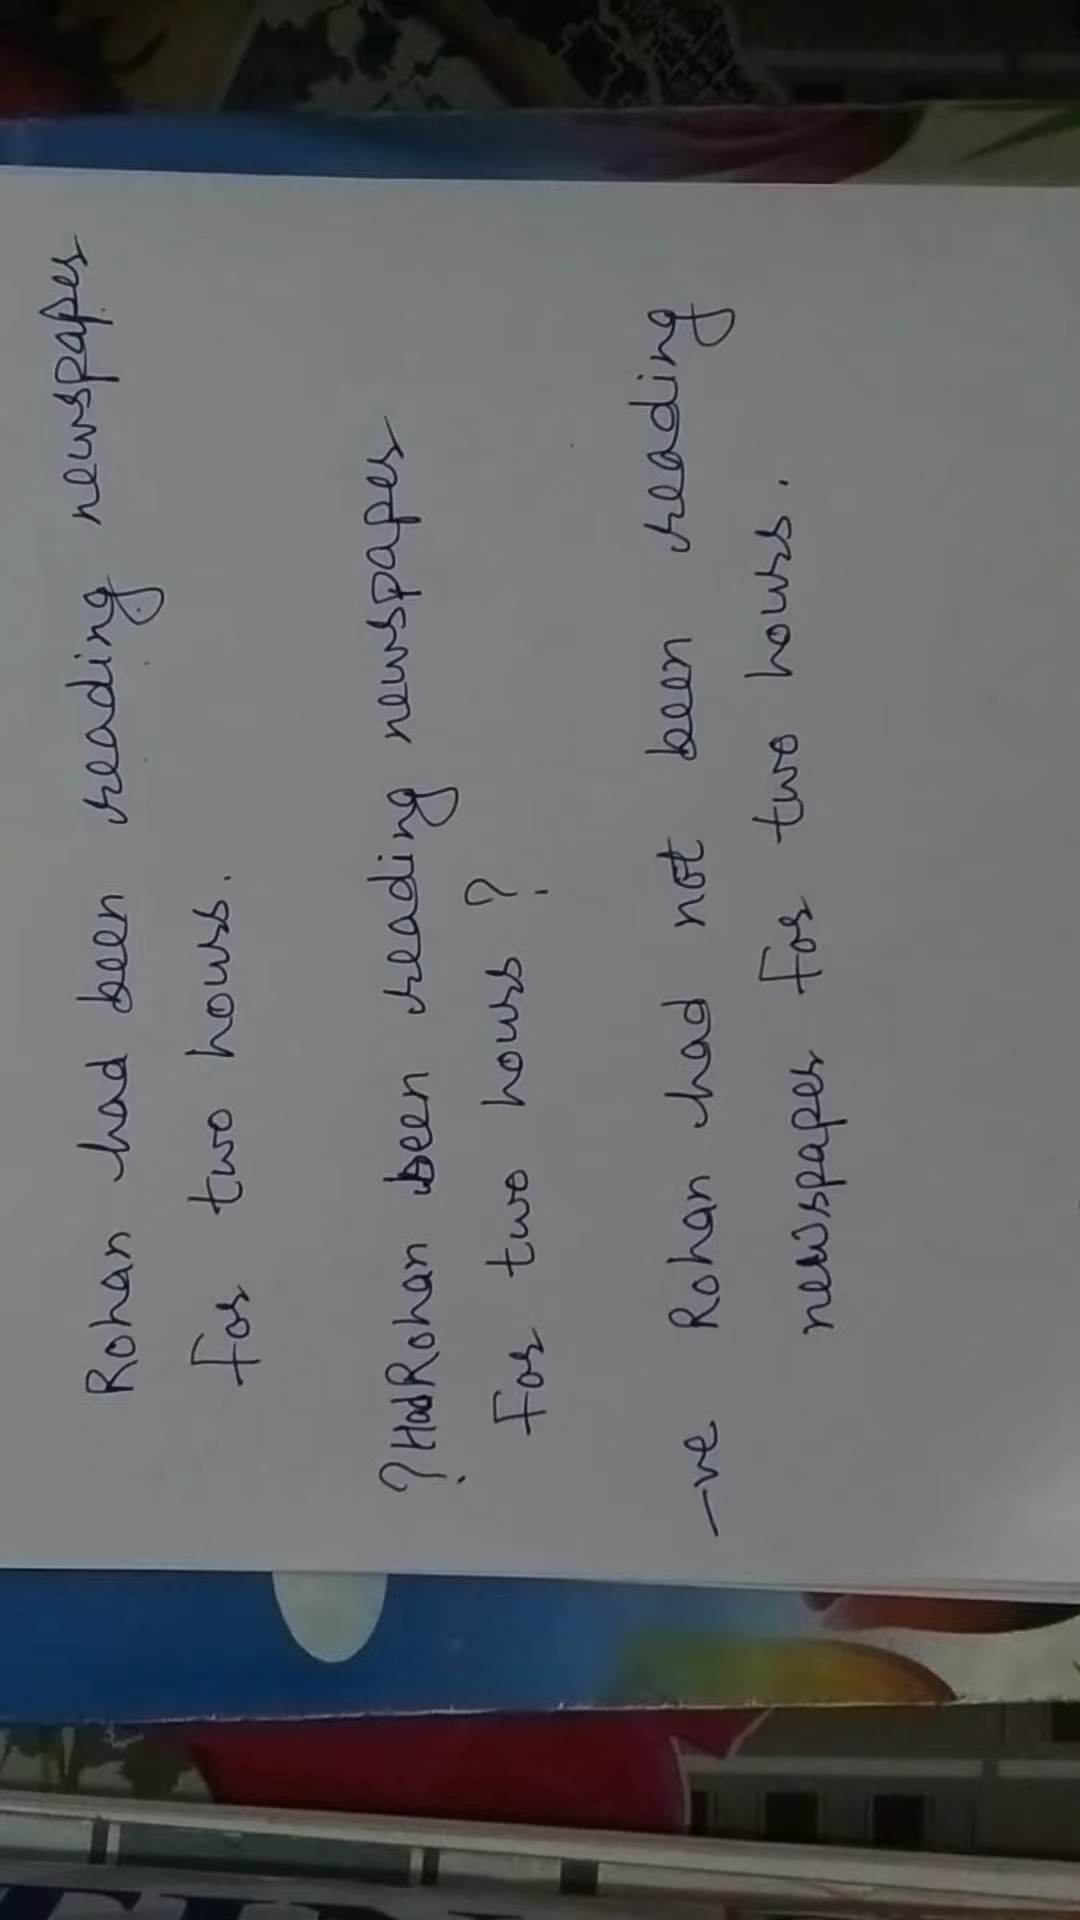 Rohan had been reading newspaper
for two hours.
? Had Rohan been reading newspaper
for two hours ?
-ve Rohan had not been reading
newspaper for two hours.